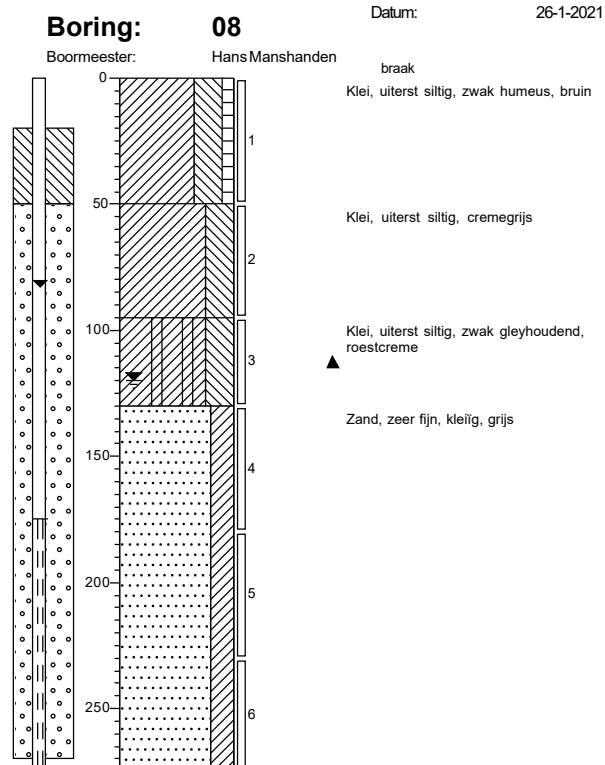 Boring: 08
Datum: 26-1-2021
Boormeester: Hans Manshanden
braak
0
Klei, uiterst siltig, zwak humeus, bruin
1
50
Klei, uiterst siltig, cremegrijs
2
100
Klei, uiterst siltig, zwak gleyhoudend,
roestcreme
3
Zand, zeer fijn, kleiïg, grijs
150
4
200
5
250
6